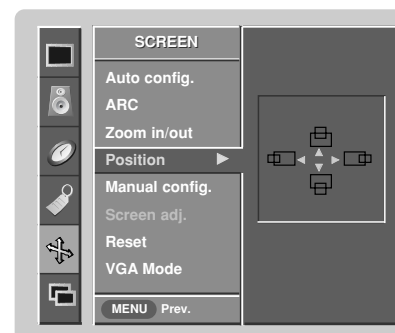 SCREEN
Auto config.
ARC
Zoom in/out
Position
Manual config.
Screen adj.
Reset
VGA Mode
MENU Prev.